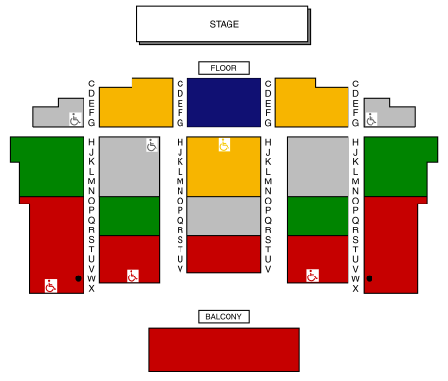 STAGE
FLOOR
C C C C
D D D D
E E E E
F F F F
G G G G
H H H H
J J J J
K K K K
L L L L
M M M M
N N N N
O O O O
P P P P
Q Q Q Q
R R R R
S S S S
T T T T
U U U U
V V V V
W W
X X
BALCONY